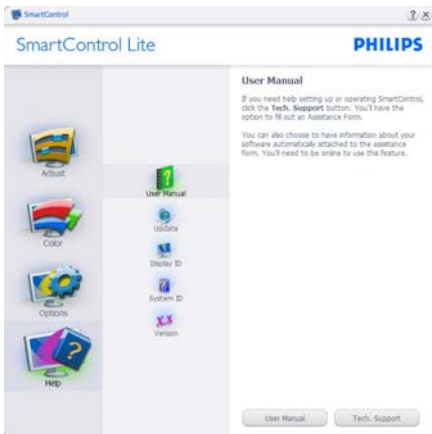 SmartControl
SmartControl Lite
PHILIPS
Adjust
Color
Options
Help
User Manual
Update
Display ID
System ID
X.X
Version
User Manual
If you need help setting up or operating SmartControl,
click the Tech. Support button. You'll have the
option to fill out an Assistance Form.
You can also choose to have information about your
software automatically attached to the assistance
form. You'll need to be online to use this feature.
User Manual
Tech. Support